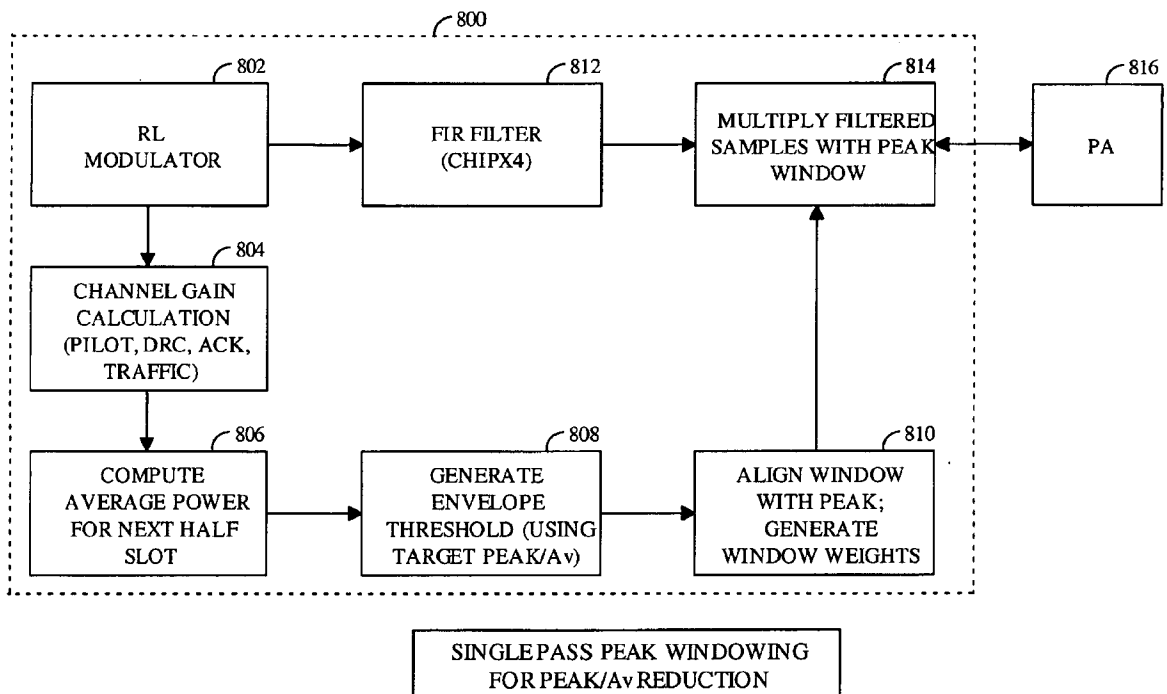 800
802
RL
MODULATOR
812
FIR FILTER
(CHIPX4)
814
MULTIPLY FILTERED
SAMPLES WITH PEAK
WINDOW
816
PA
804
CHANNEL GAIN
CALCULATION
(PILOT, DRC, ACK,
TRAFFIC)
806
COMPUTE
AVERAGE POWER
FOR NEXT HALF
SLOT
808
GENERATE
ENVELOPE
THRESHOLD (USING
TARGET PEAK/Av)
810
ALIGN WINDOW
WITH PEAK;
GENERATE
WINDOW WEIGHTS
SINGLE PASS PEAK WINDOWING
FOR PEAK/Av REDUCTION